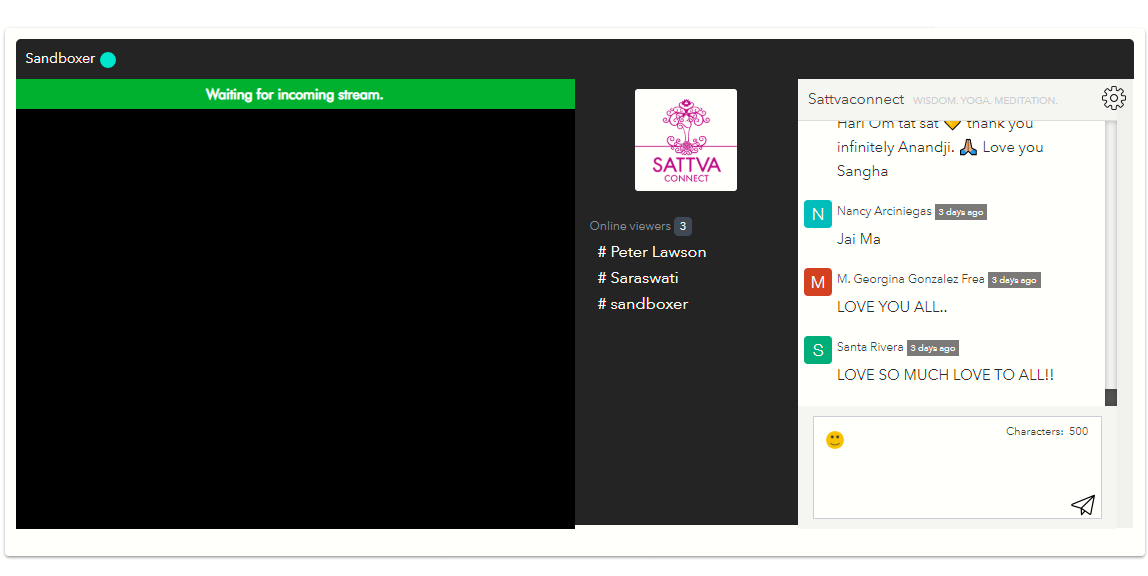 Sandboxer
Waiting for incoming stream.
SATTVA
CONNECT
Online viewers 3
# Peter Lawson
# Saraswati
# sandboxer
Sattvaconnect WISDOM. YOGA. MEDITATION.
Hari Om tat sat 🧡 thank you
infinitely Anandji. 🙏🏽 Love you
Sangha
N Nancy Arciniegas 3 days ago
Jai Ma
M M. Georgina Gonzalez Frea 3 days ago
LOVE YOU ALL..
S Santa Rivera 3 days ago
LOVE SO MUCH LOVE TO ALL!!
Characters: 500